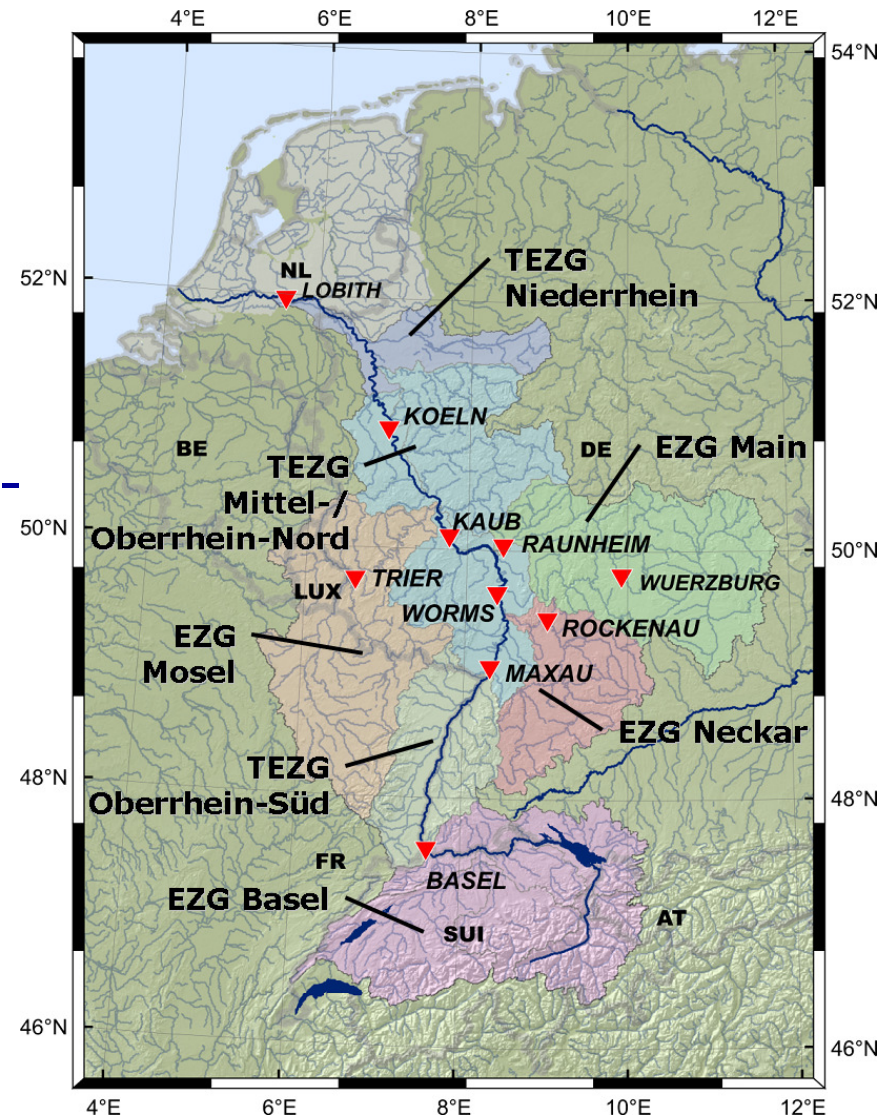 4°E 6°E 8°E 10°E 12°E
54°N
52°N
52°N
NL
LOBITH
TEZG
Niederrhein
KOELN
BE
DE
EZG Main
TEZG
Mittel-/
Oberrhein-Nord
50°N
50°N
KAUB
RAUNHEIM
TRIER
WUERZBURG
LUX
WORMS
ROCKENAU
EZG
Mosel
MAXAU
EZG Neckar
TEZG
Oberrhein-Süd
48°N
48°N
FR
BASEL
EZG Basel
SUI
AT
46°N
46°N
4°E 6°E 8°E 10°E 12°E